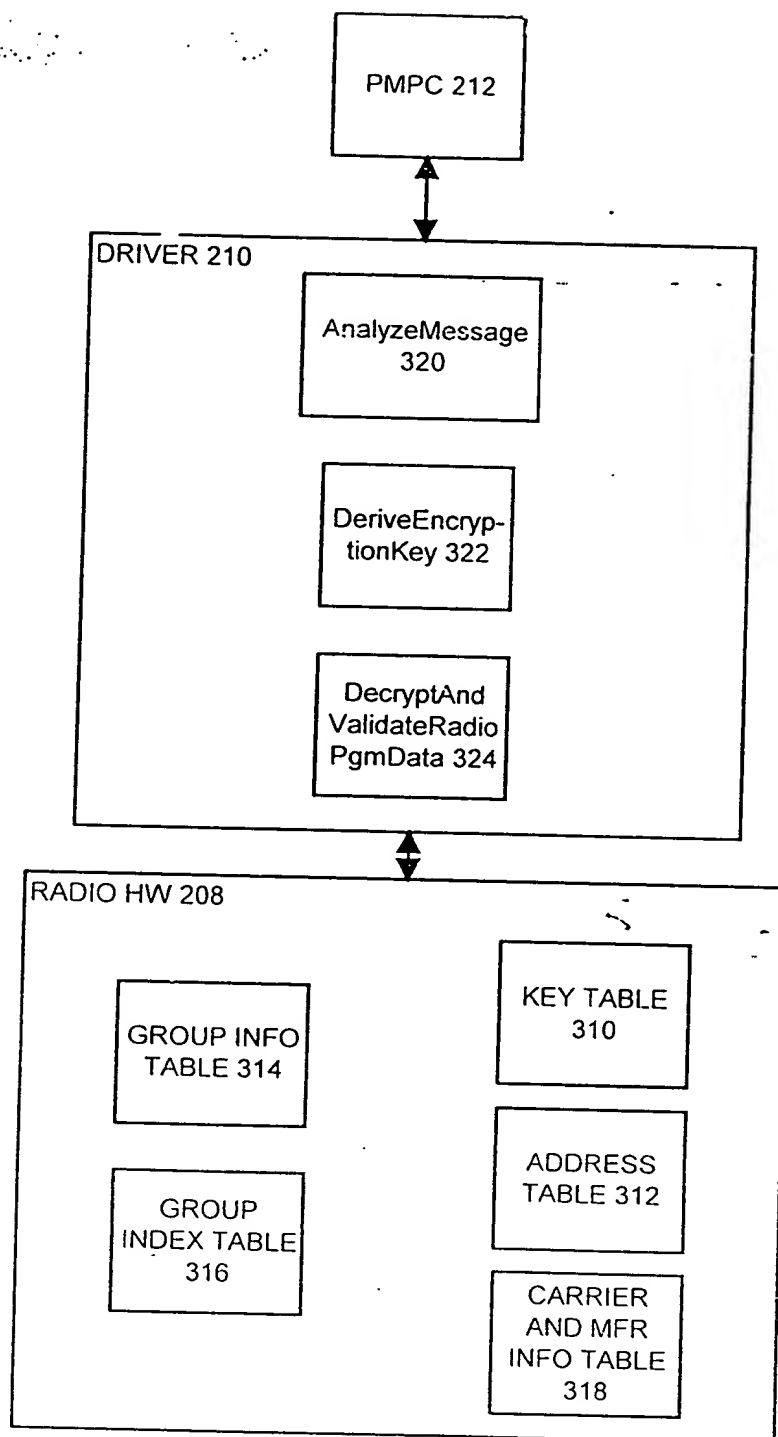 PMPC 212
DRIVER 210
AnalyzeMessage
320
DeriveEncryp-
tionKey 322
DecryptAnd
ValidateRadio
PgmData 324
RADIO HW 208
GROUP INFO
TABLE 314
GROUP
INDEX TABLE
316
KEY TABLE
310
ADDRESS
TABLE 312
CARRIER
AND MFR
INFO TABLE
318